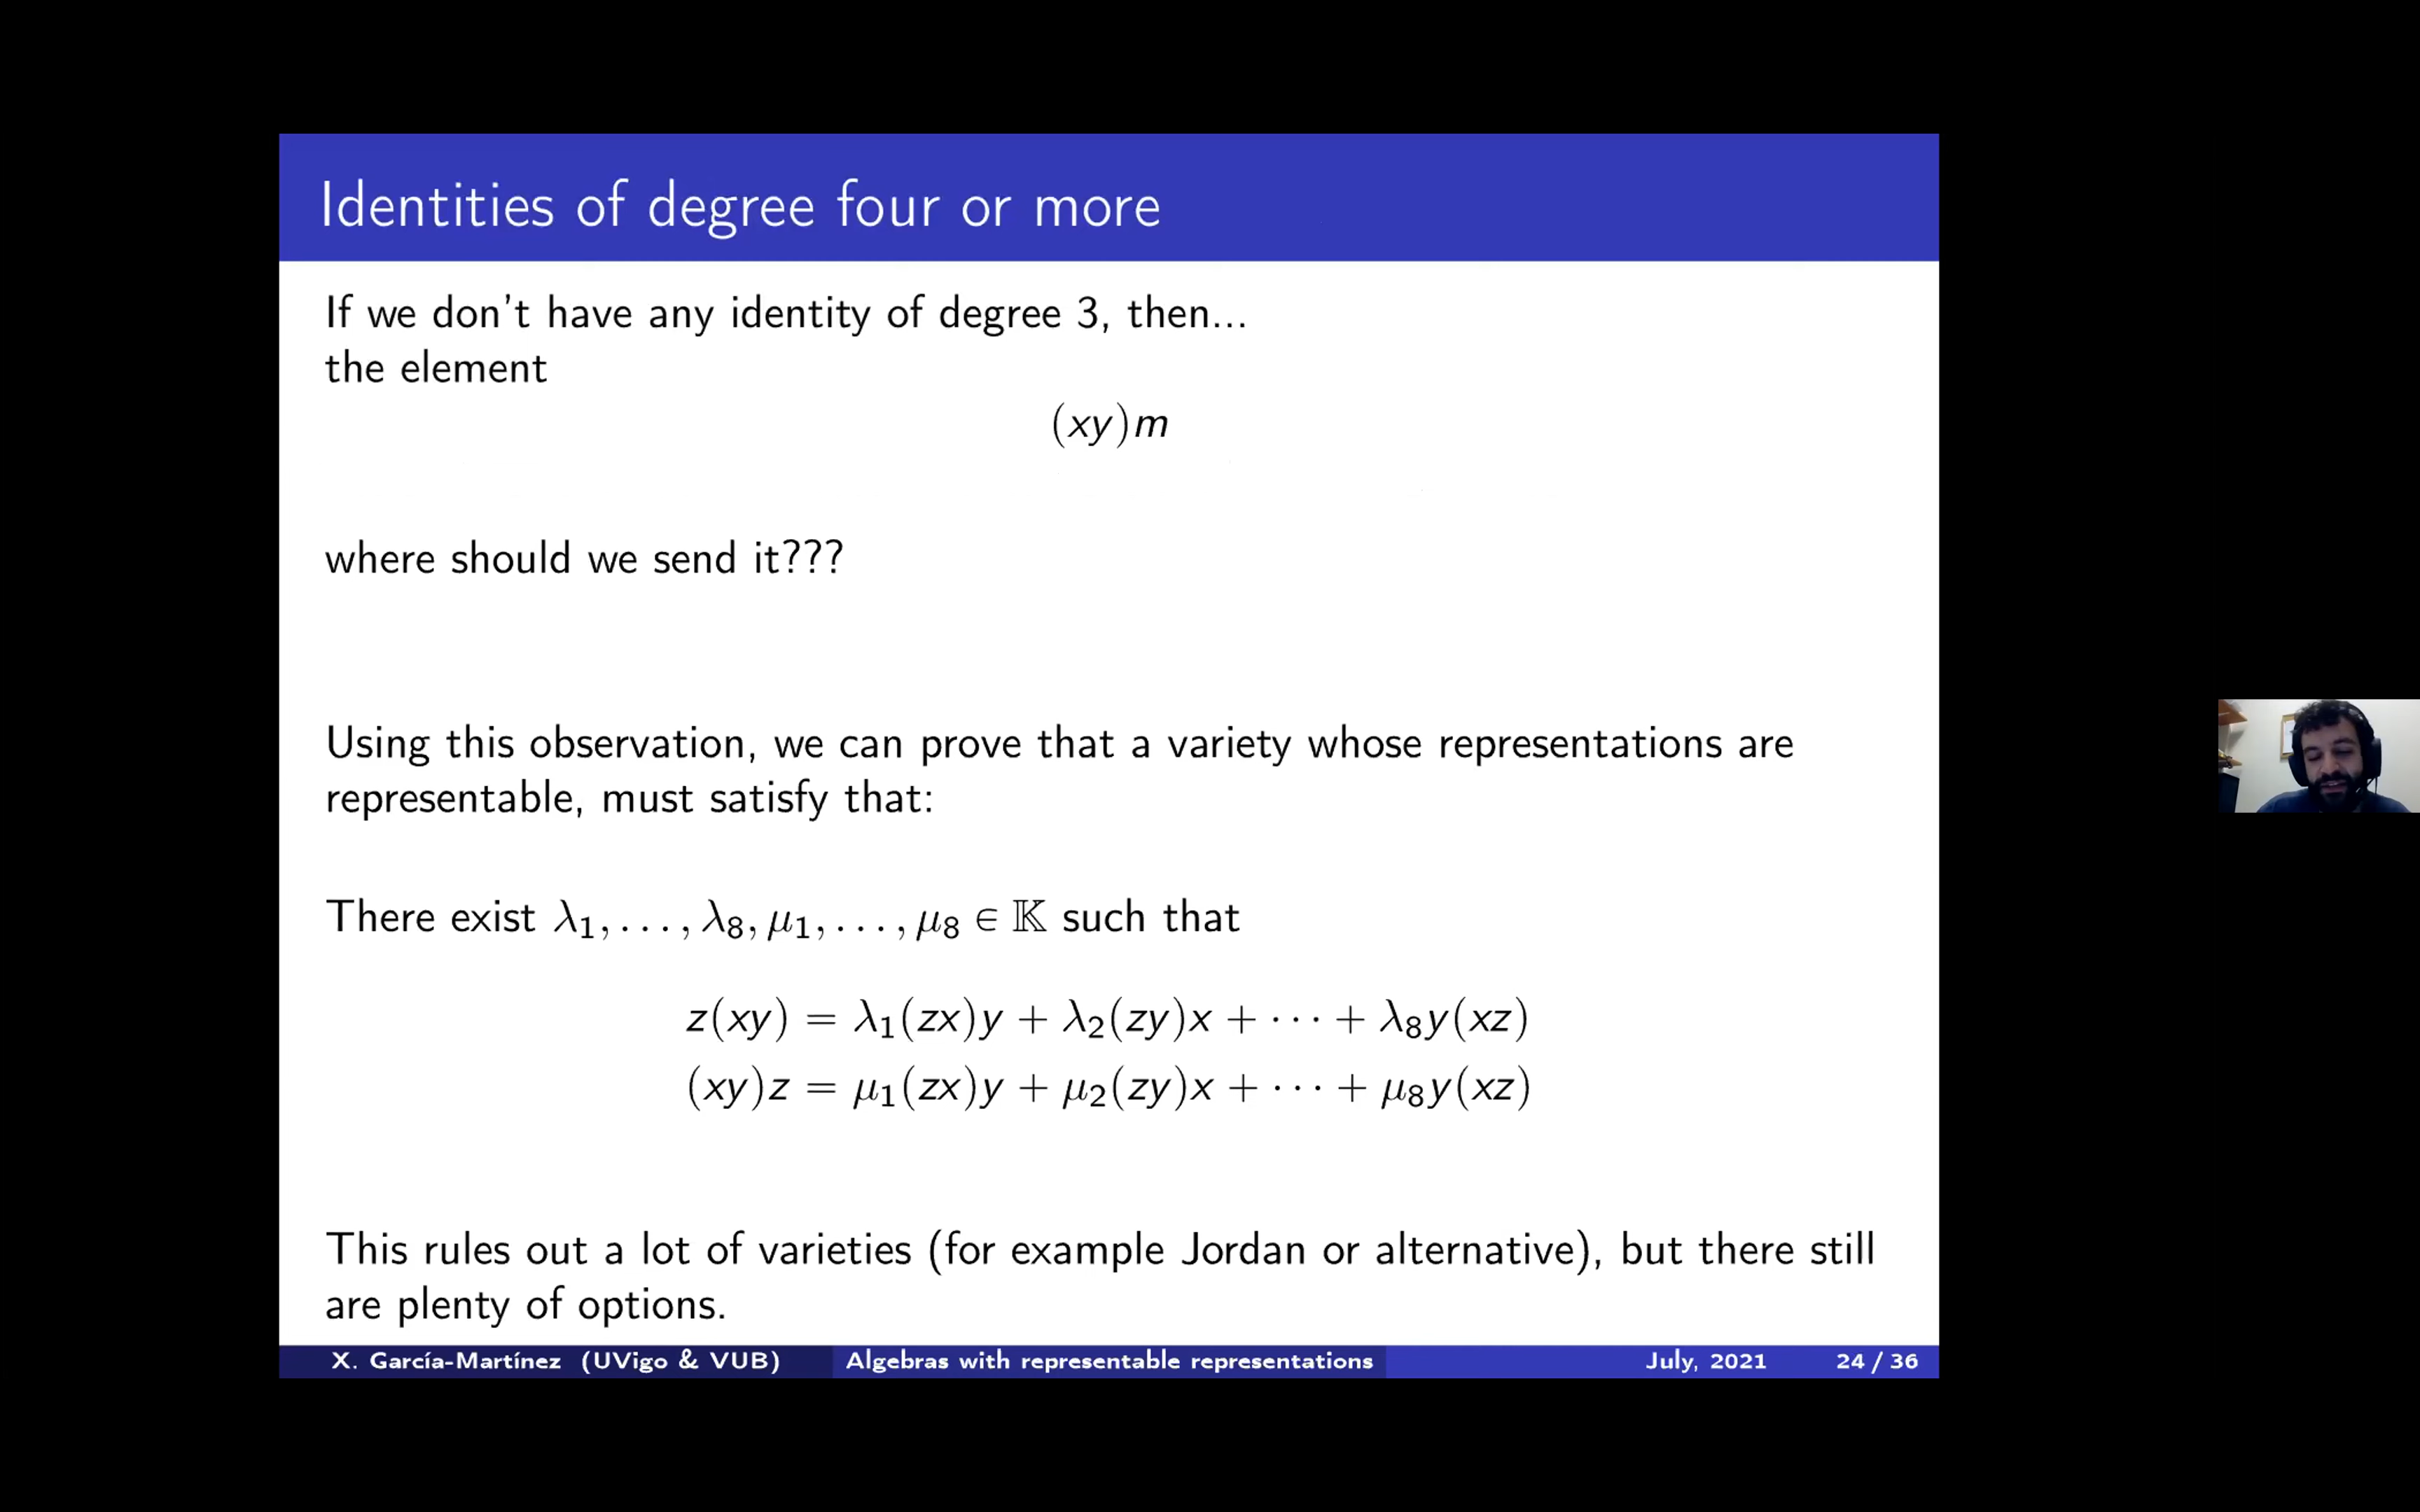 Identities of degree four or more
If we don't have any identity of degree 3, then...
the element
(xy)m
where should we send it???
Using this observation, we can prove that a variety whose representations are
representable, must satisfy that:
There exist λ₁, . . . , λ₈, μ₁, . . . , μ₈ ∈ 𝕂 such that
z(xy) = λ₁(zx)y + λ₂(zy)x + · · · + λ₈y(xz)
(xy)z = μ₁(zx)y + μ₂(zy)x + · · · + μ₈y(xz)
This rules out a lot of varieties (for example Jordan or alternative), but there still
are plenty of options.
X. García-Martínez (UVigo & VUB) Algebras with representable representations July, 2021 24 / 36